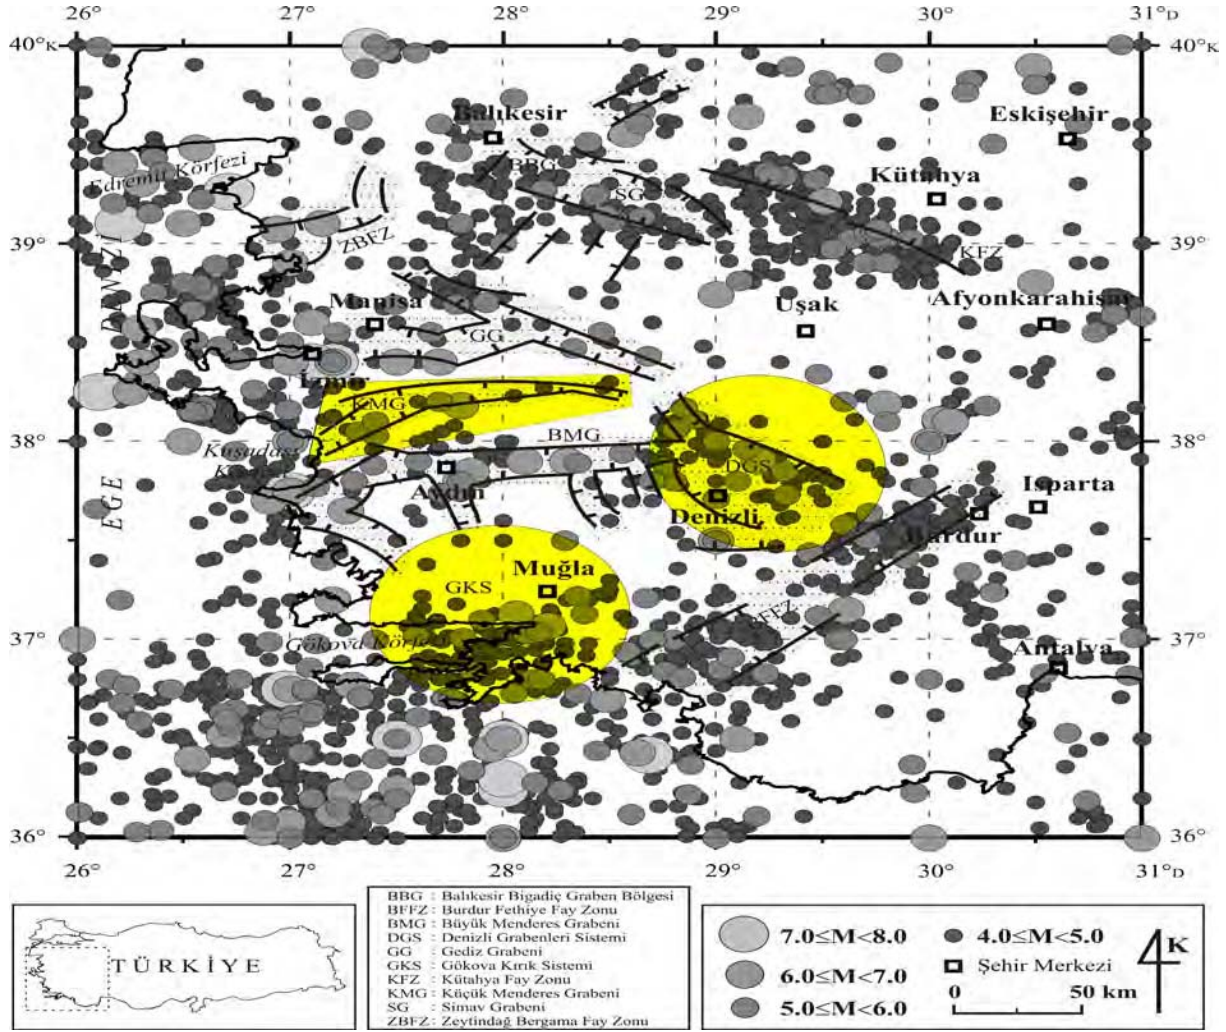 26° 27° 28° 29° 30° 31°D
40°K 40°K
Balıkesir
Eskişehir
BBG
Edremit Körfezi
SG
Kütahya
39° 39°
ZBFZ
KFZ
Manisa
Uşak
Afyonkarahisar
GG
İzmir
KMG
38° 38°
BMG
Kuşadası
DGS
EGE
Aydın
Isparta
Denizli
Burdur
Muğla
GKS
37° 37°
Gökova Körfezi
Antalya
36° 36°
26° 27° 28° 29° 30° 31°D
BBG : Balıkesir Bigadiç Graben Bölgesi
BFFZ : Burdur Fethiye Fay Zonu
BMG : Büyük Menderes Grabeni
DGS : Denizli Grabenleri Sistemi
GG : Gediz Grabeni
GKS : Gökova Kırık Sistemi
KFZ : Kütahya Fay Zonu
KMG : Küçük Menderes Grabeni
SG : Simav Grabeni
ZBFZ : Zeytindağ Bergama Fay Zonu
TÜRKİYE
7.0≤M<8.0
6.0≤M<7.0
5.0≤M<6.0
4.0≤M<5.0
Şehir Merkezi
0 50 km
K